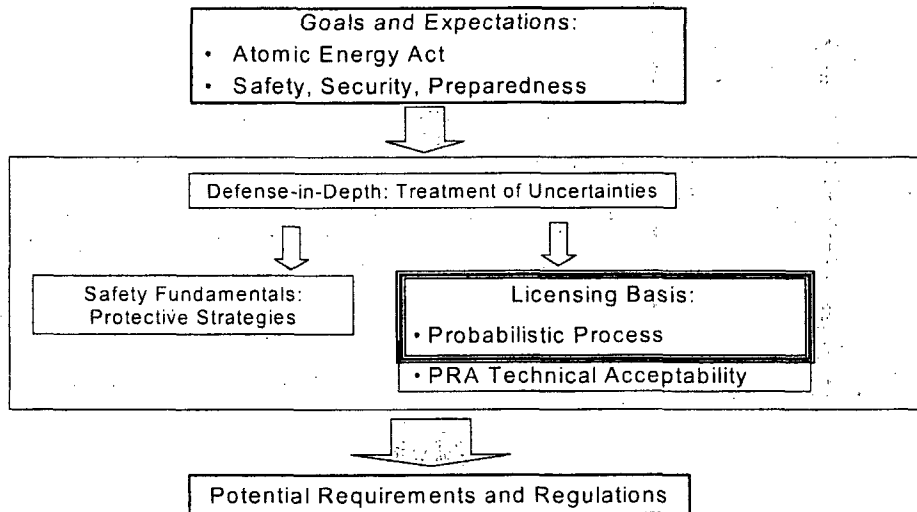 Goals and Expectations:
• Atomic Energy Act
• Safety, Security, Preparedness
Defense-in-Depth: Treatment of Uncertainties
Safety Fundamentals:
Protective Strategies
Licensing Basis:
• Probabilistic Process
• PRA Technical Acceptability
Potential Requirements and Regulations